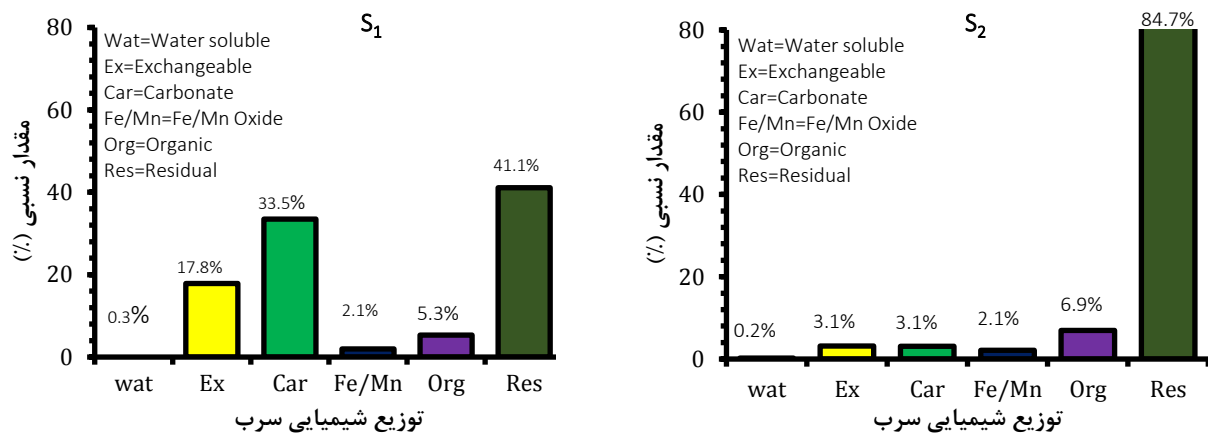 S1
80
60
40
20
0
مقدار نسبی (٪)
Wat=Water soluble
Ex=Exchangeable
Car=Carbonate
Fe/Mn=Fe/Mn Oxide
Org=Organic
Res=Residual
0.3%
17.8%
33.5%
2.1%
5.3%
41.1%
wat Ex Car Fe/Mn Org Res
توزیع شیمیایی سرب
S2
80
60
40
20
0
مقدار نسبی (٪)
Wat=Water soluble
Ex=Exchangeable
Car=Carbonate
Fe/Mn=Fe/Mn Oxide
Org=Organic
Res=Residual
0.2%
3.1%
3.1%
2.1%
6.9%
84.7%
wat Ex Car Fe/Mn Org Res
توزیع شیمیایی سرب